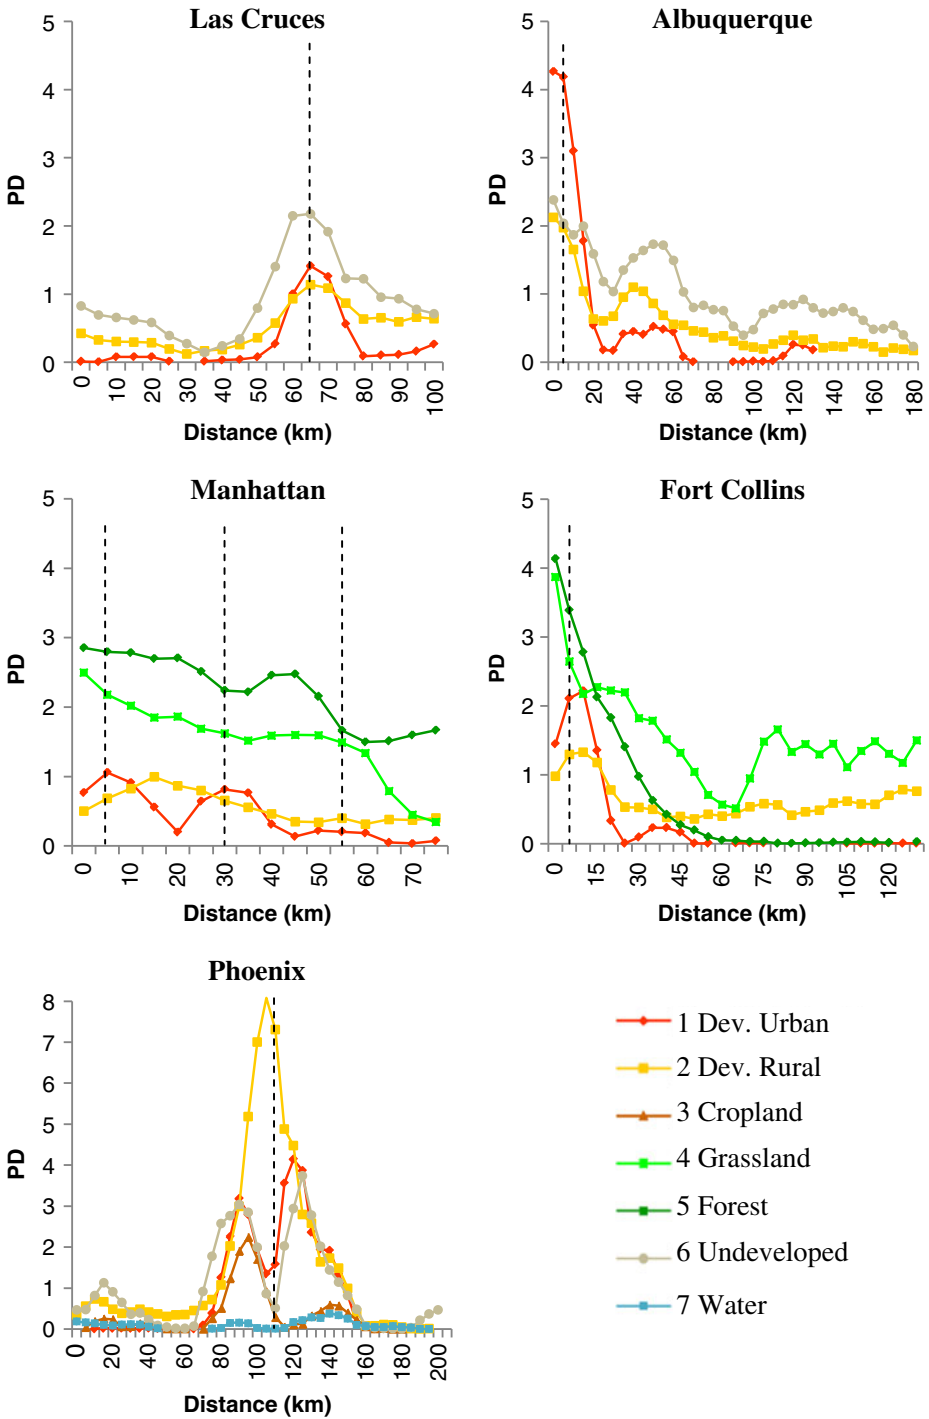 Las Cruces
5
4
3
2
1
0
PD
0 10 20 30 40 50 60 70 80 90 100
Distance (km)
Albuquerque
5
4
3
2
1
0
PD
0 20 40 60 80 100 120 140 160 180
Distance (km)
Manhattan
5
4
3
2
1
0
PD
0 10 20 30 40 50 60 70
Distance (km)
Fort Collins
5
4
3
2
1
0
PD
0 15 30 45 60 75 90 105 120
Distance (km)
Phoenix
8
7
6
5
4
3
2
1
0
PD
0 20 40 60 80 100 120 140 160 180 200
Distance (km)
1 Dev. Urban
2 Dev. Rural
3 Cropland
4 Grassland
5 Forest
6 Undeveloped
7 Water